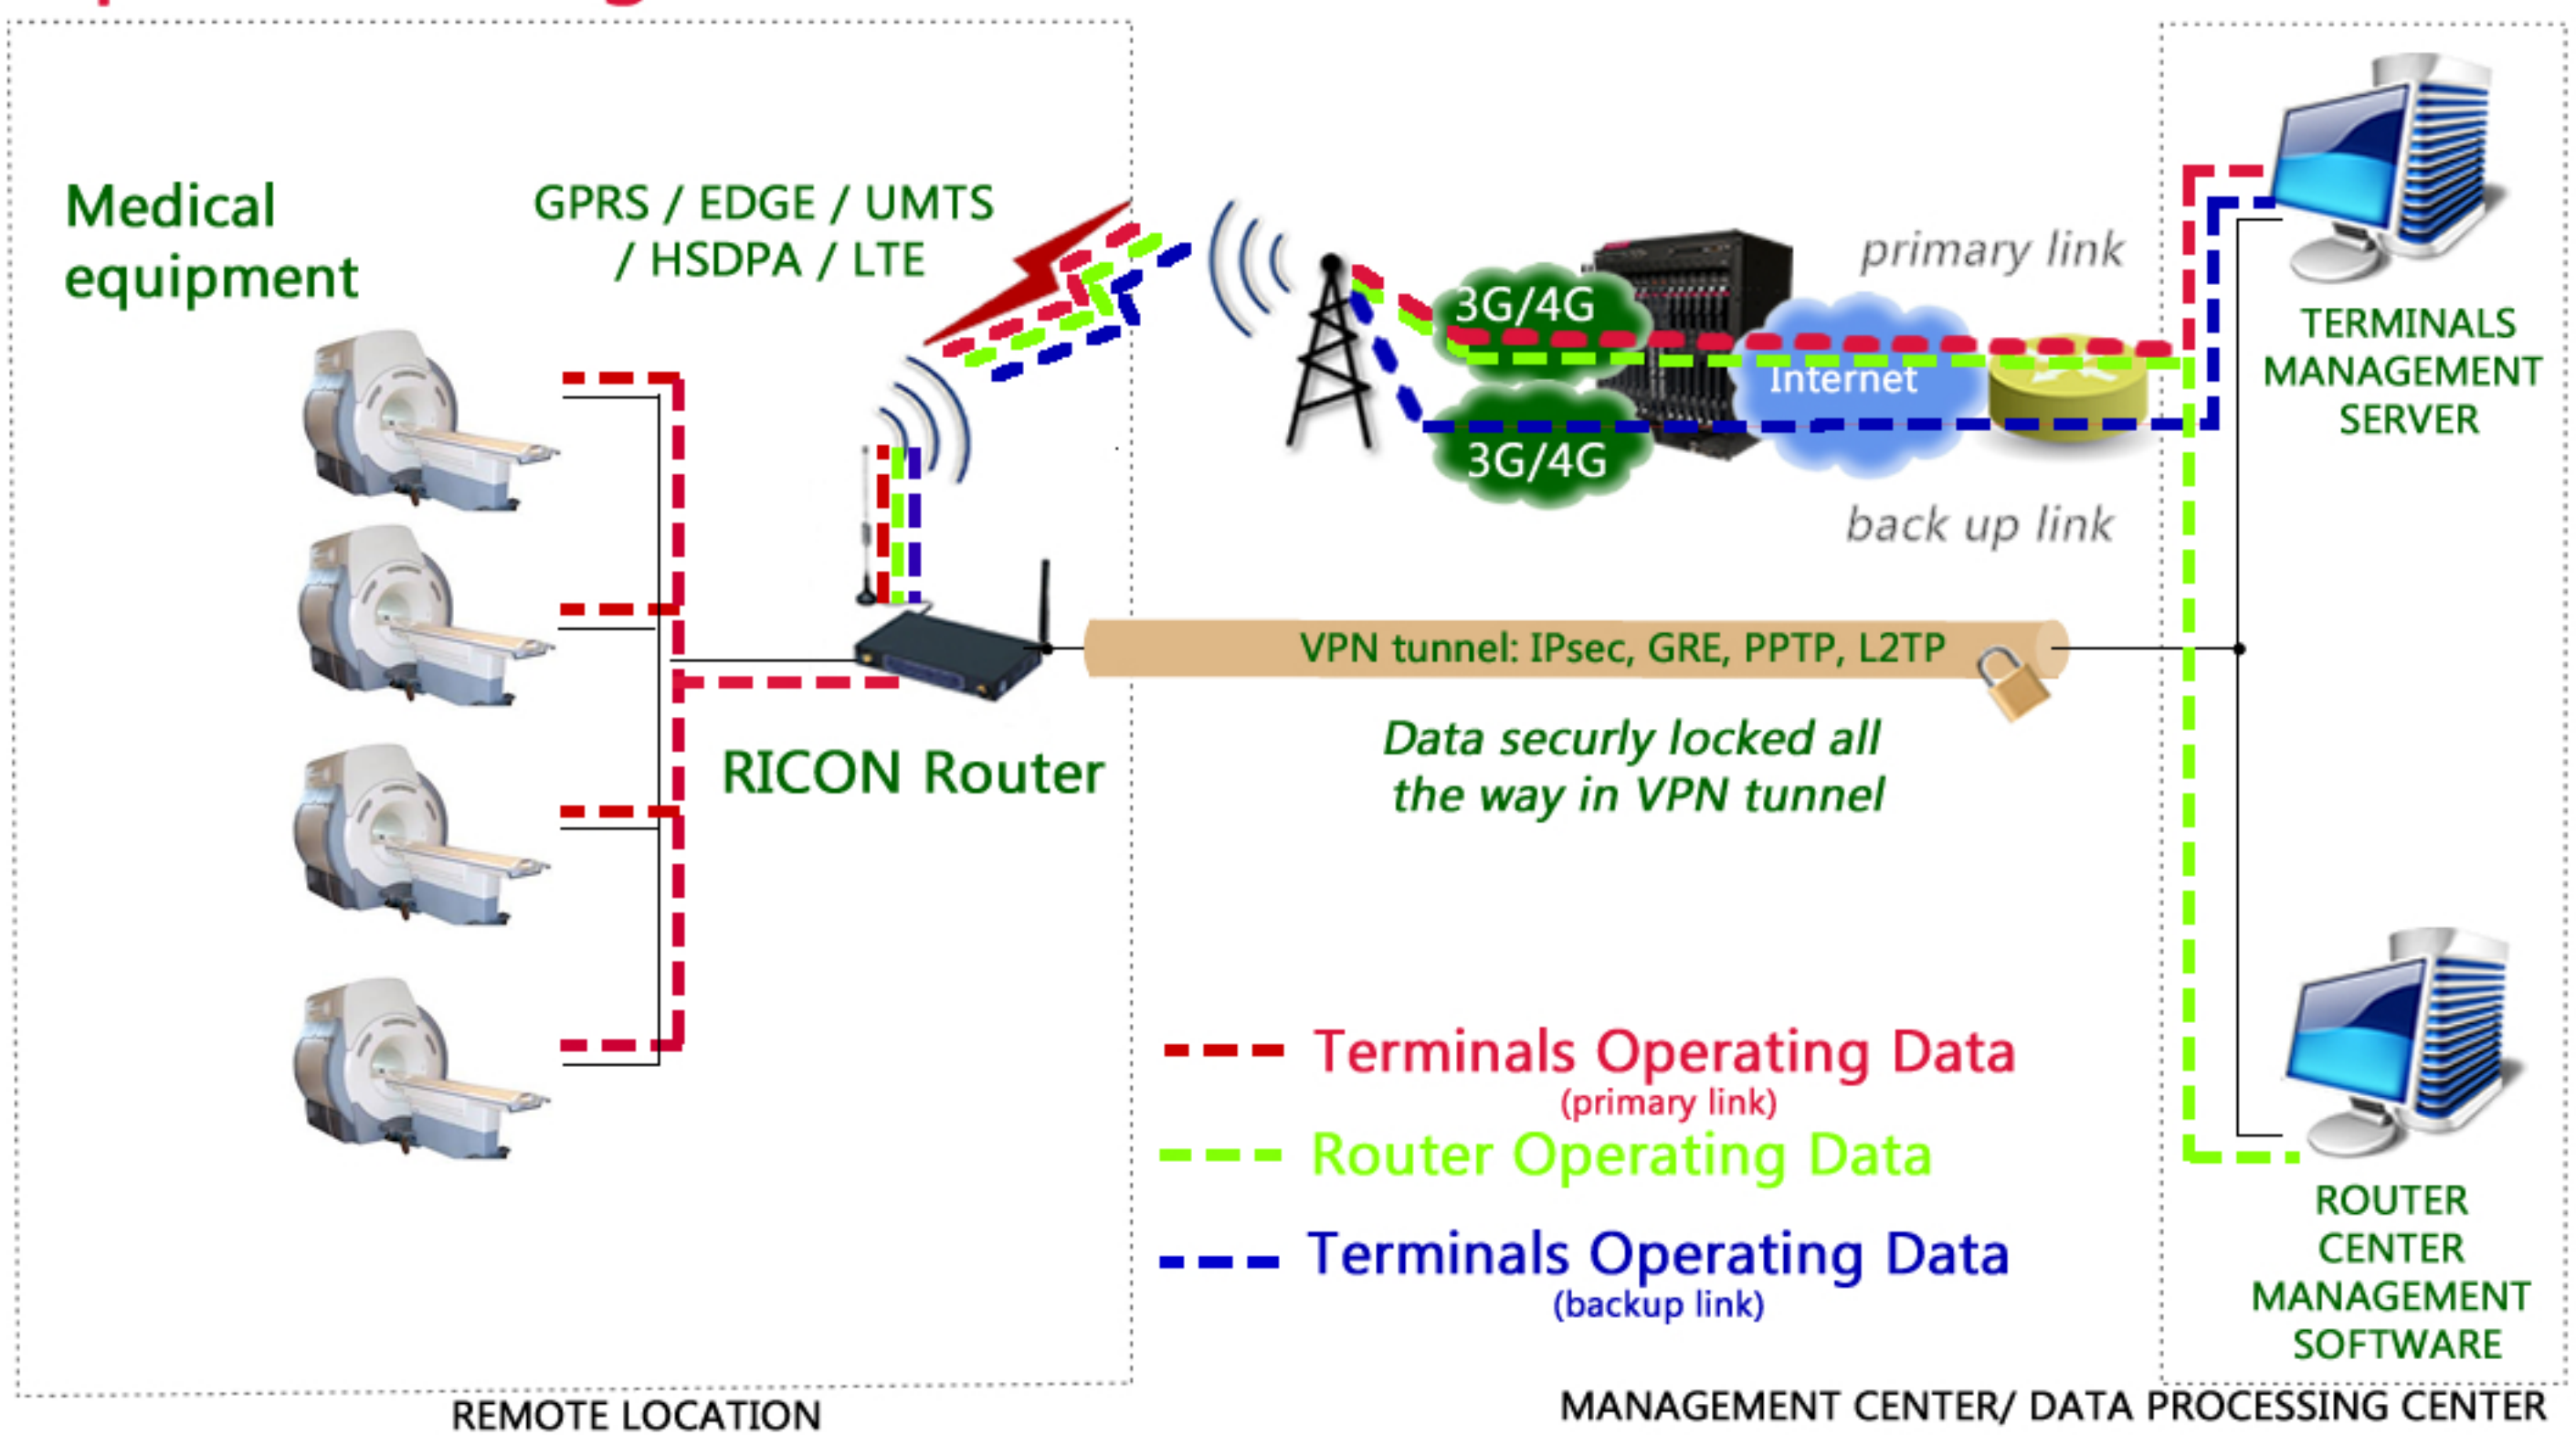 Medical
equipment
GPRS / EDGE / UMTS
/ HSDPA / LTE
RICON Router
3G/4G
3G/4G
Internet
primary link
back up link
VPN tunnel: IPsec, GRE, PPTP, L2TP
Data securly locked all
the way in VPN tunnel
TERMINALS
MANAGEMENT
SERVER
Terminals Operating Data
(primary link)
Router Operating Data
Terminals Operating Data
(backup link)
ROUTER
CENTER
MANAGEMENT
SOFTWARE
REMOTE LOCATION
MANAGEMENT CENTER/ DATA PROCESSING CENTER